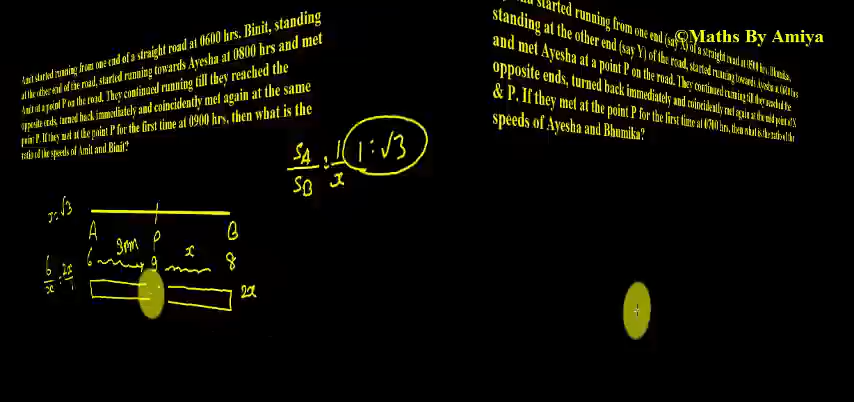 Amit started running from one end of a straight road at 0600 hrs. Binit, standing
at the other end of the road, started running towards Ayesha at 0800 hrs and met
Amit at a point P on the road. They continued running till they reached the
opposite ends, turned back immediately and coincidently met again at the same
point P. If they met at the point P for the first time at 0900 hrs, then what is the
ratio of the speeds of Amit and Binit?
started running from one end (say X) of a straight road at 0500 hrs. Bhumika,
©Maths By Amiya
standing at the other end (say Y) of the road, started running towards Ayesha at 0600 hrs
and met Ayesha at a point P on the road. They continued running till they reached the
opposite ends, turned back immediately and coincidently met again at the mid point of X
& P. If they met at the point P for the first time at 0700 hrs, then what is the ratio of the
speeds of Ayesha and Bhumika?
SA/SB = 1/x
1 : √3
x = √3
A P B
6 9 x 8
6/x = 2x/1
2x